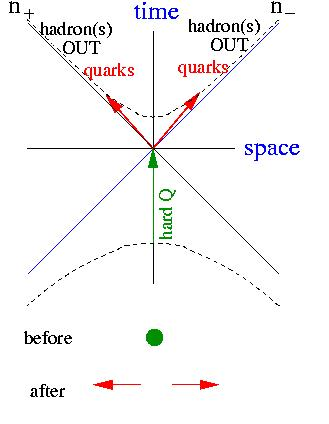 n+
time
n−
hadron(s)
OUT
hadron(s)
OUT
quarks
quarks
space
hard Q
before
after